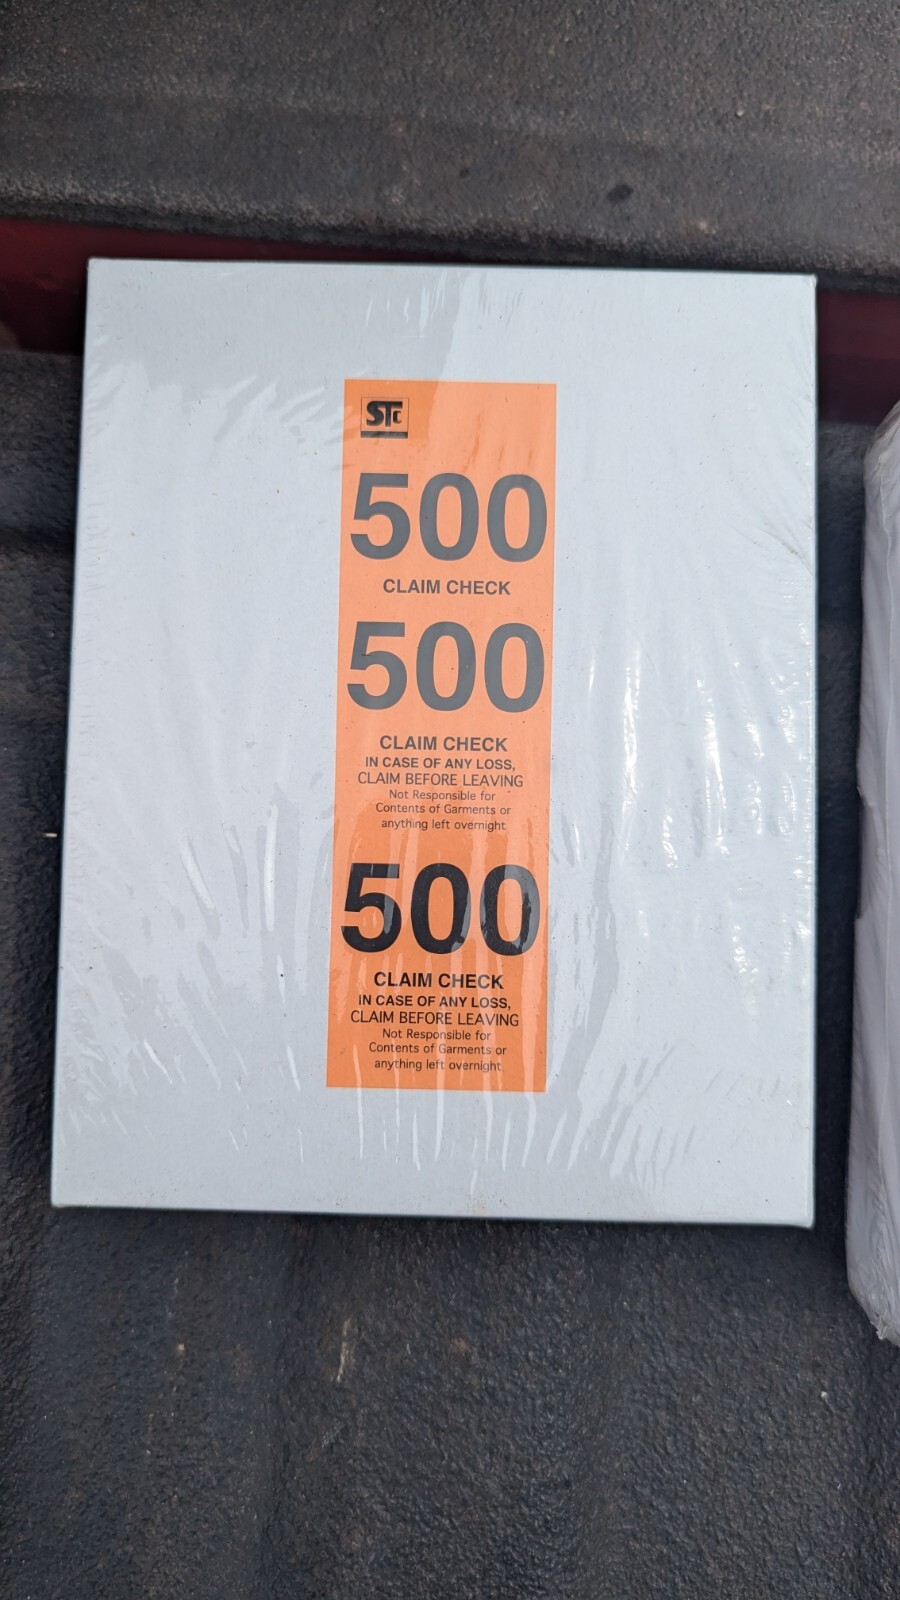 STC
500
CLAIM CHECK
500
CLAIM CHECK
IN CASE OF ANY LOSS,
CLAIM BEFORE LEAVING
Not Responsible for
Contents of Garments or
anything left overnight
500
CLAIM CHECK
IN CASE OF ANY LOSS,
CLAIM BEFORE LEAVING
Not Responsible for
Contents of Garments or
anything left overnight